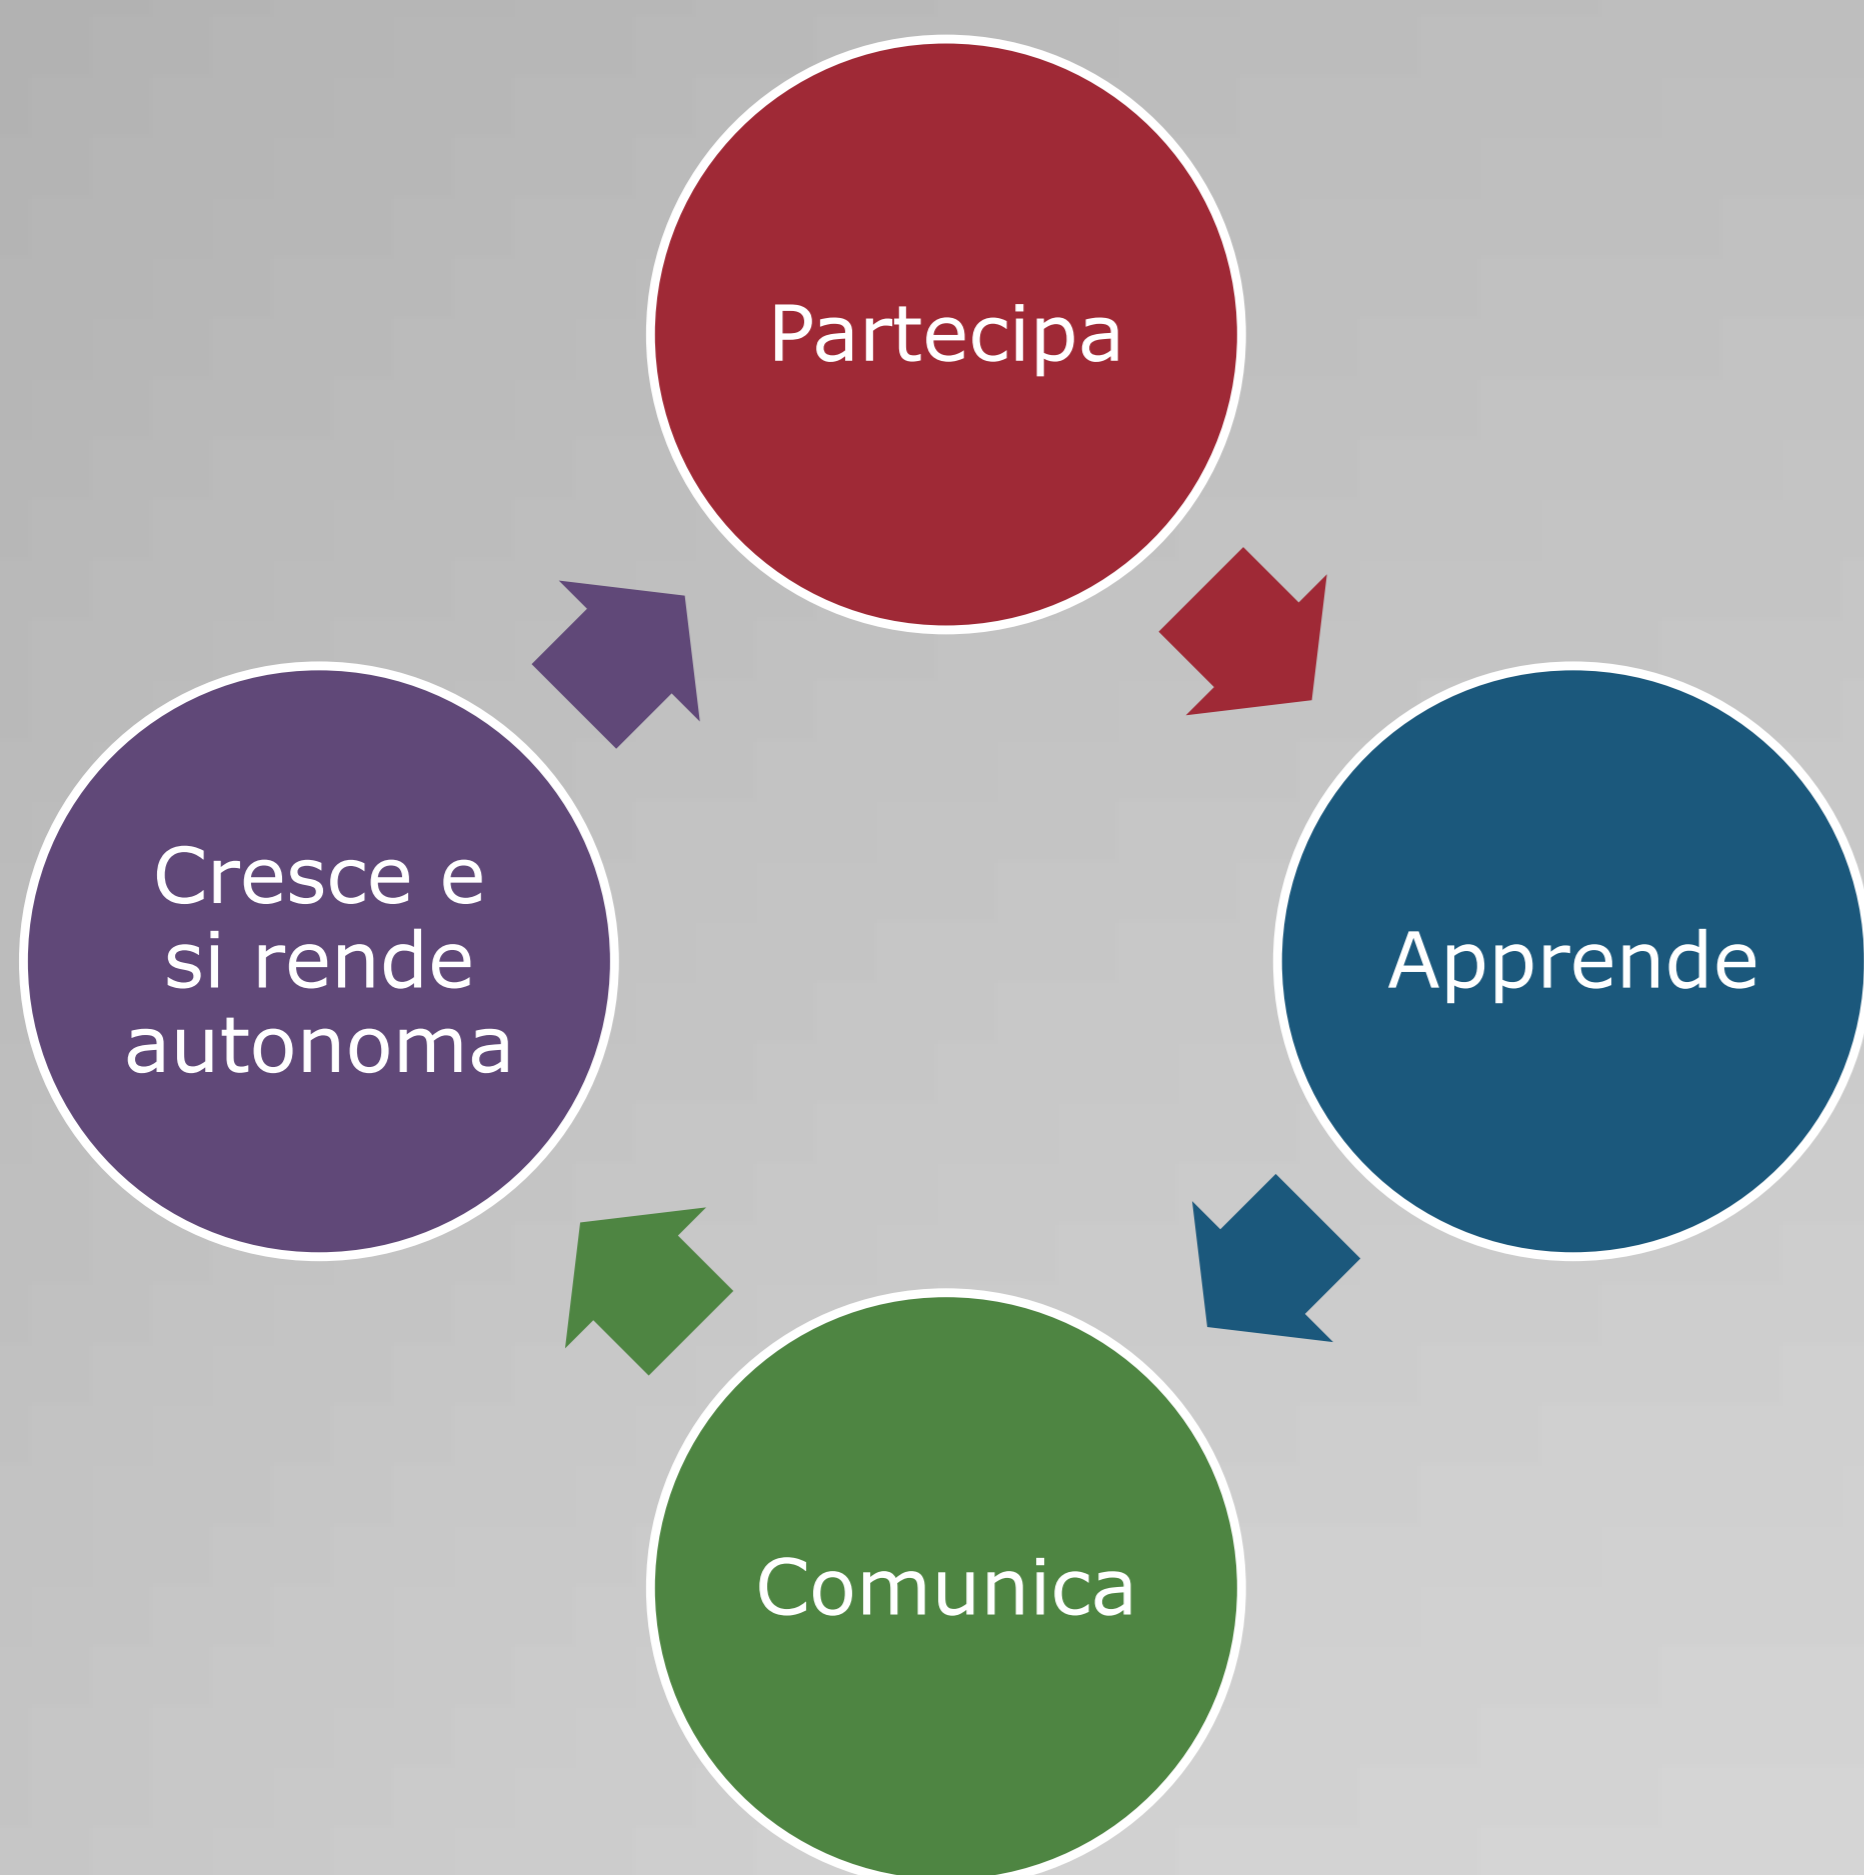 Partecipa
Cresce e
si rende
autonoma
Apprende
Comunica